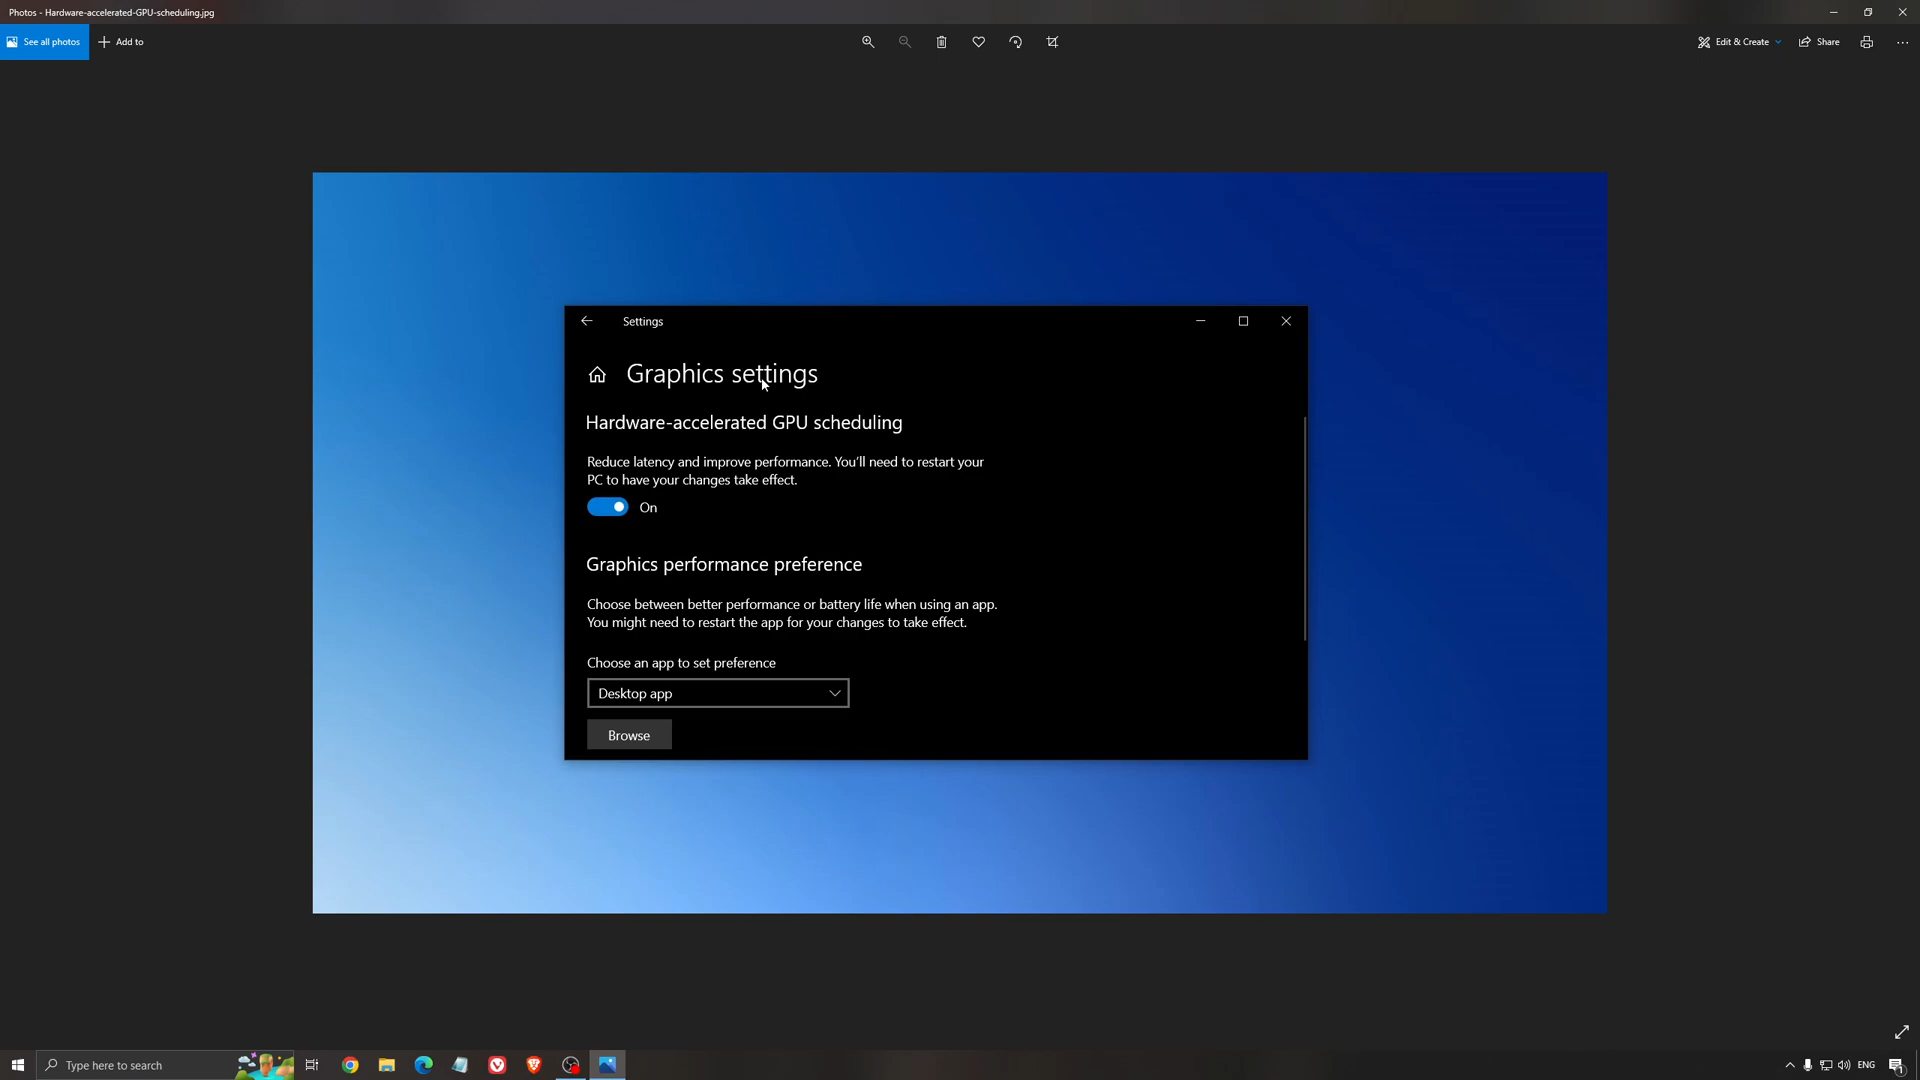 Photos - Hardware-accelerated-GPU-scheduling.jpg
See all photos
Add to
Edit & Create
Share
Settings
Graphics settings
Hardware-accelerated GPU scheduling
Reduce latency and improve performance. You'll need to restart your
PC to have your changes take effect.
On
Graphics performance preference
Choose between better performance or battery life when using an app.
You might need to restart the app for your changes to take effect.
Choose an app to set preference
Desktop app
Browse
Type here to search
ENG
1